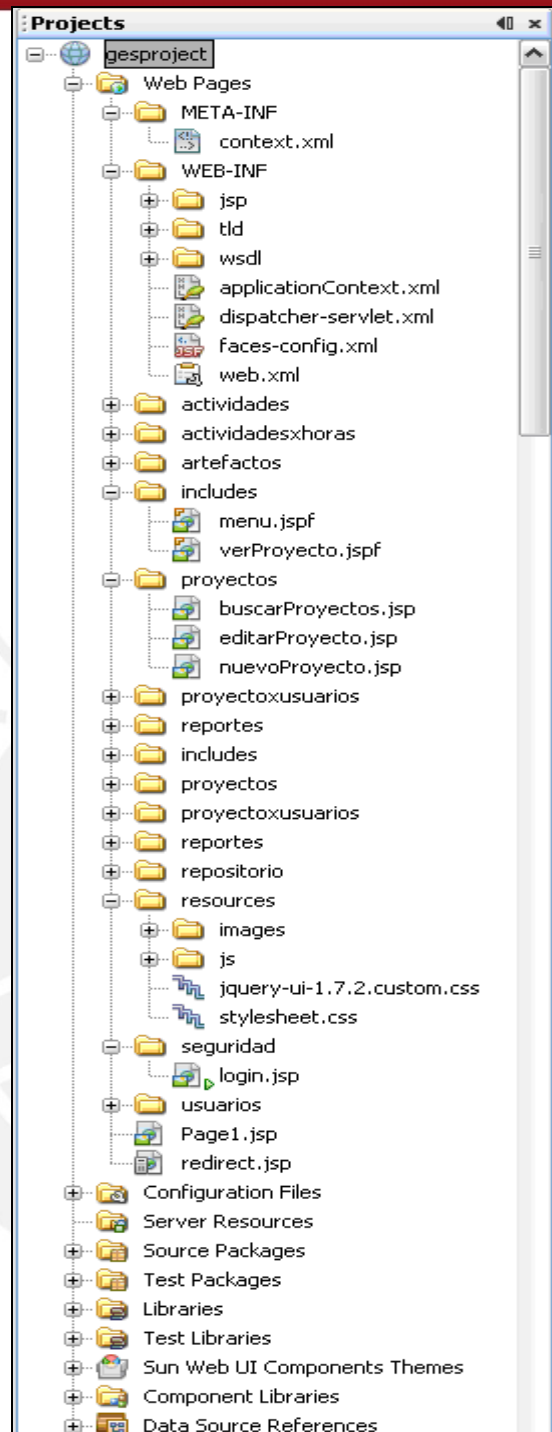 Projects
gesproject
Web Pages
META-INF
context.xml
WEB-INF
jsp
tld
wsdl
applicationContext.xml
dispatcher-servlet.xml
faces-config.xml
web.xml
actividades
actividadesxhoras
artefactos
includes
menu.jspf
verProyecto.jspf
proyectos
buscarProyectos.jsp
editarProyecto.jsp
nuevoProyecto.jsp
proyectoxusuarios
reportes
includes
proyectos
proyectoxusuarios
reportes
repositorio
resources
images
js
jquery-ui-1.7.2.custom.css
stylesheet.css
seguridad
login.jsp
usuarios
Page1.jsp
redirect.jsp
Configuration Files
Server Resources
Source Packages
Test Packages
Libraries
Test Libraries
Sun Web UI Components Themes
Component Libraries
Data Source References